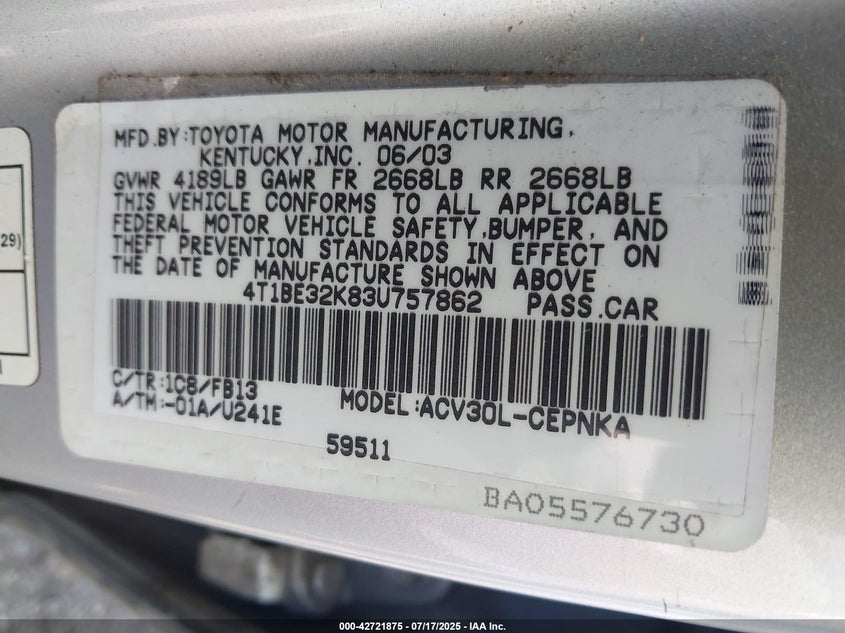 MFD.BY:TOYOTA MOTOR MANUFACTURING,
KENTUCKY,INC. 06/03
GVWR 4189LB GAWR FR 2668LB RR 2668LB
THIS VEHICLE CONFORMS TO ALL APPLICABLE
FEDERAL MOTOR VEHICLE SAFETY,BUMPER, AND
THEFT PREVENTION STANDARDS IN EFFECT ON
THE DATE OF MANUFACTURE SHOWN ABOVE
4T1BE32K83U757862 PASS.CAR
C/TR:1C8/FB13
A/TM:-01A/U241E
MODEL:ACV30L-CEPNKA
59511
BA05576730
29)
000-42721875 - 07/17/2025 - IAA Inc.